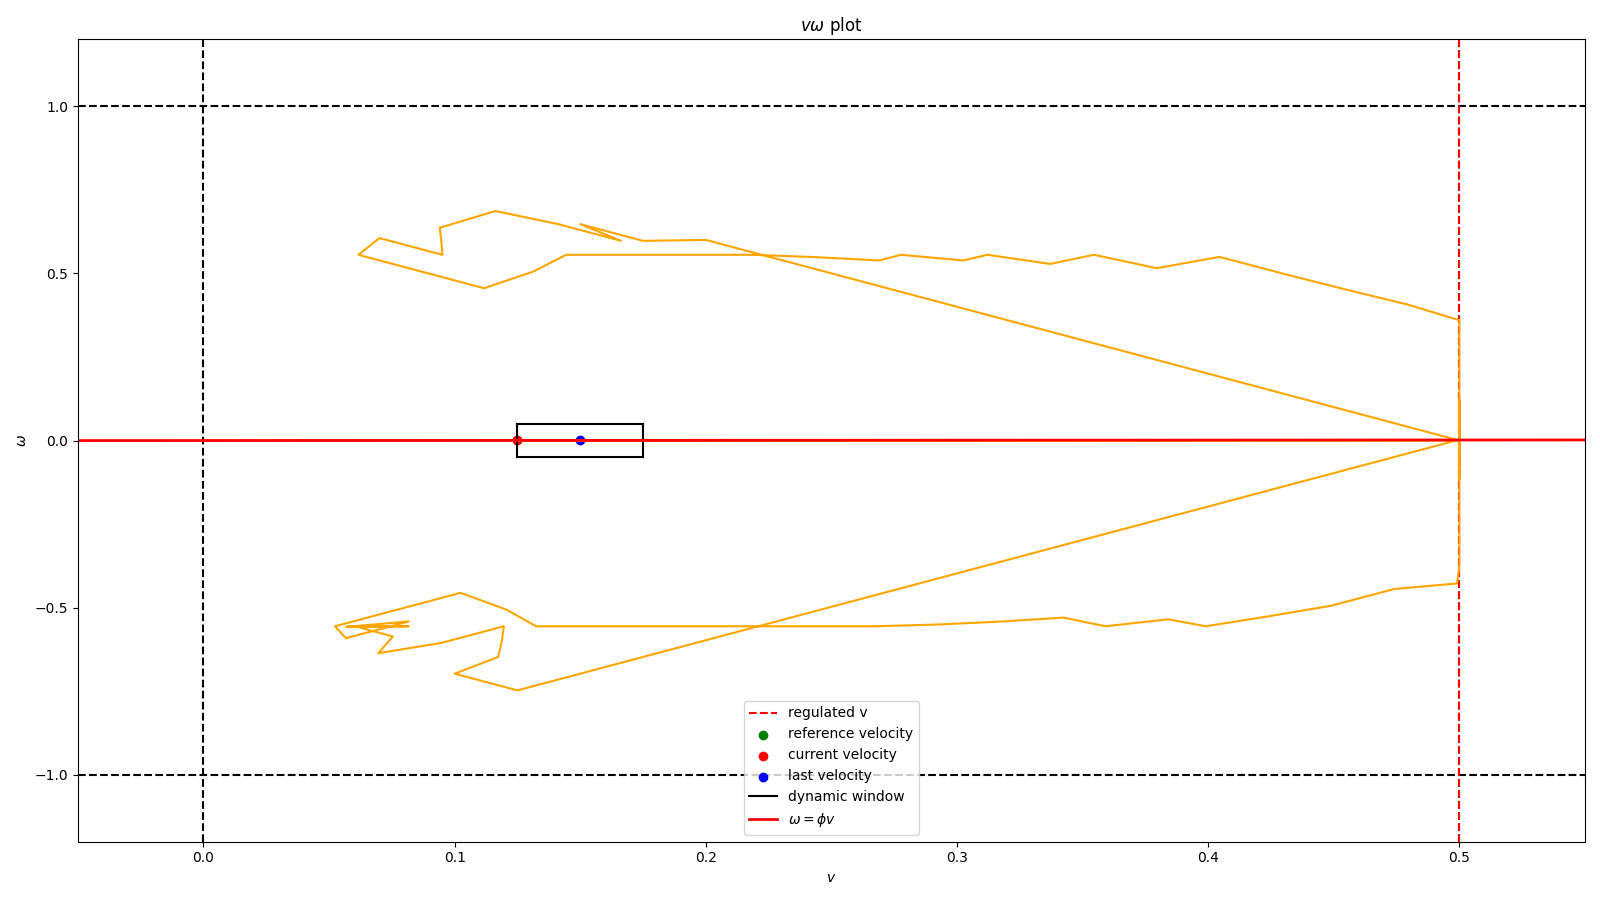 vω plot
1.0
0.5
0.0
−0.5
−1.0
ω
regulated v
reference velocity
current velocity
last velocity
dynamic window
ω = ϕv
0.0 0.1 0.2 0.3 0.4 0.5
v